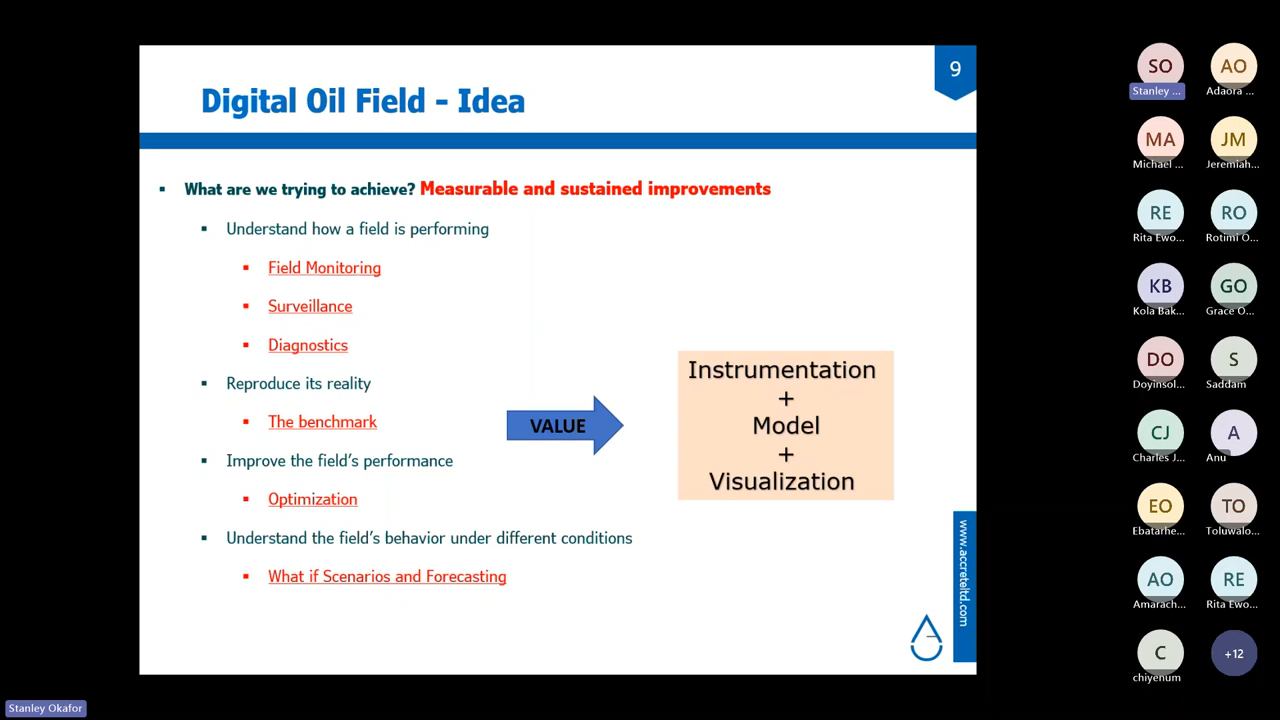 9
Digital Oil Field - Idea
What are we trying to achieve? Measurable and sustained improvements
Understand how a field is performing
Field Monitoring
Surveillance
Diagnostics
Reproduce its reality
The benchmark
Improve the field's performance
Optimization
Understand the field's behavior under different conditions
What if Scenarios and Forecasting
VALUE
Instrumentation
+
Model
+
Visualization
www.accreteltd.com
SO
Stanley ...
AO
Adaora ...
MA
Michael ...
JM
Jeremiah...
RE
Rita Ewo...
RO
Rotimi O...
KB
Kola Bak...
GO
Grace O...
DO
Doyinsol...
S
Saddam
CJ
Charles J...
A
Anu
EO
Ebatarhe...
TO
Toluwalo...
AO
Amarach...
RE
Rita Ewo...
C
chiyenum
+12
Stanley Okafor